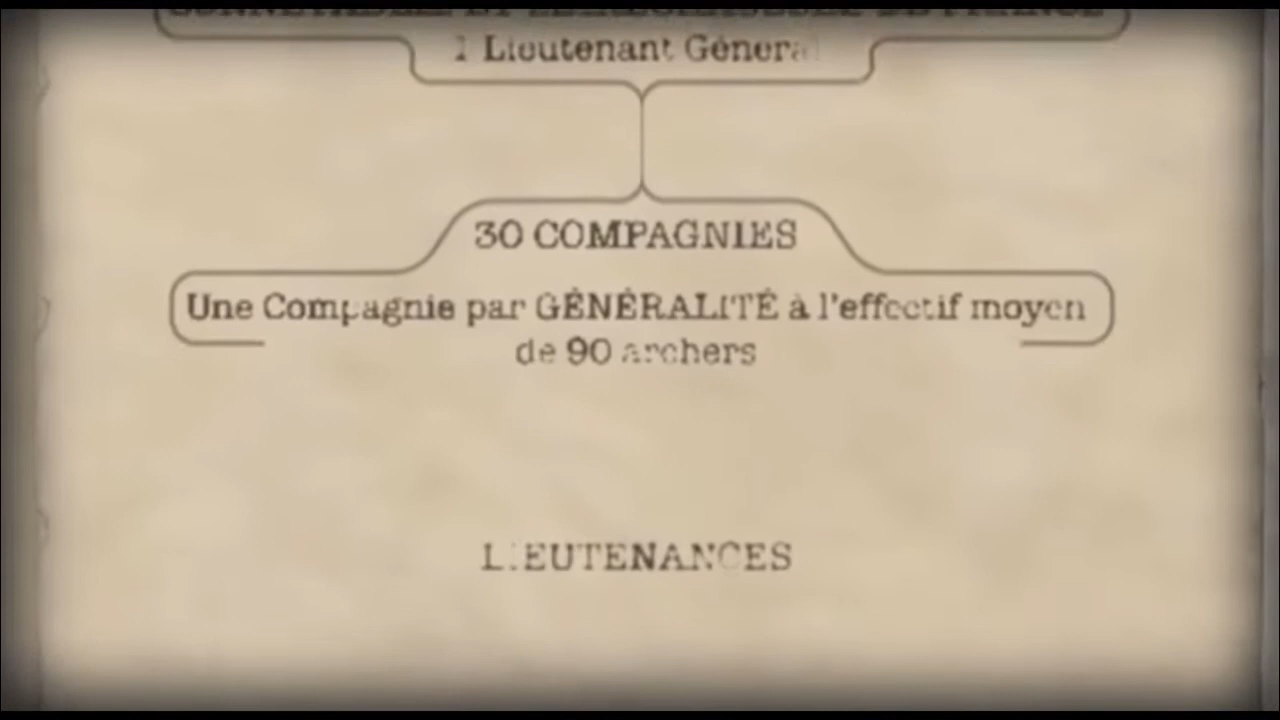 1 Lieutenant Général
30 COMPAGNIES
Une Compagnie par GÉNÉRALITÉ à l'effectif moyen
de 90 archers
LIEUTENANCES